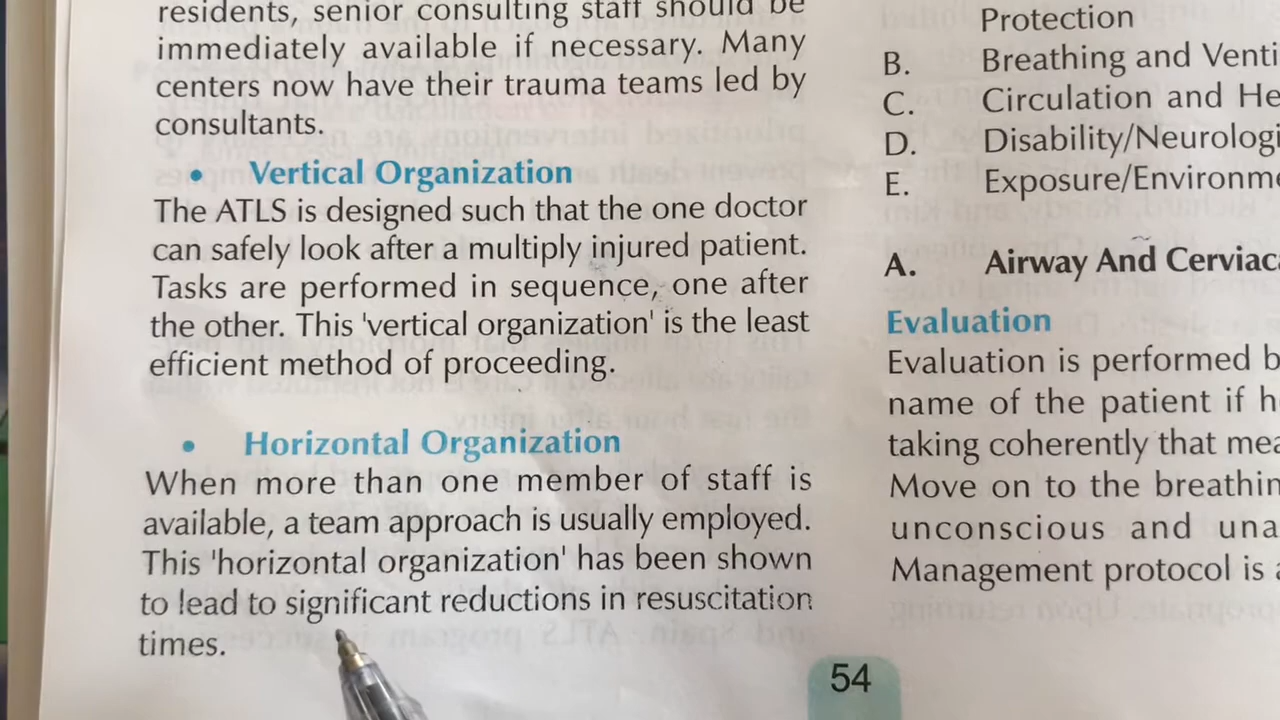 residents, senior consulting staff should be
immediately available if necessary. Many
centers now have their trauma teams led by
consultants.
• Vertical Organization
The ATLS is designed such that the one doctor
can safely look after a multiply injured patient.
Tasks are performed in sequence, one after
the other. This 'vertical organization' is the least
efficient method of proceeding.
• Horizontal Organization
When more than one member of staff is
available, a team approach is usually employed.
This 'horizontal organization' has been shown
to lead to significant reductions in resuscitation
times.
Protection
B. Breathing and Venti
C. Circulation and He
D. Disability/Neurologi
E. Exposure/Environme
A. Airway And Cerviac
Evaluation
Evaluation is performed b
name of the patient if h
taking coherently that mea
Move on to the breathin
unconscious and una
Management protocol is a
54